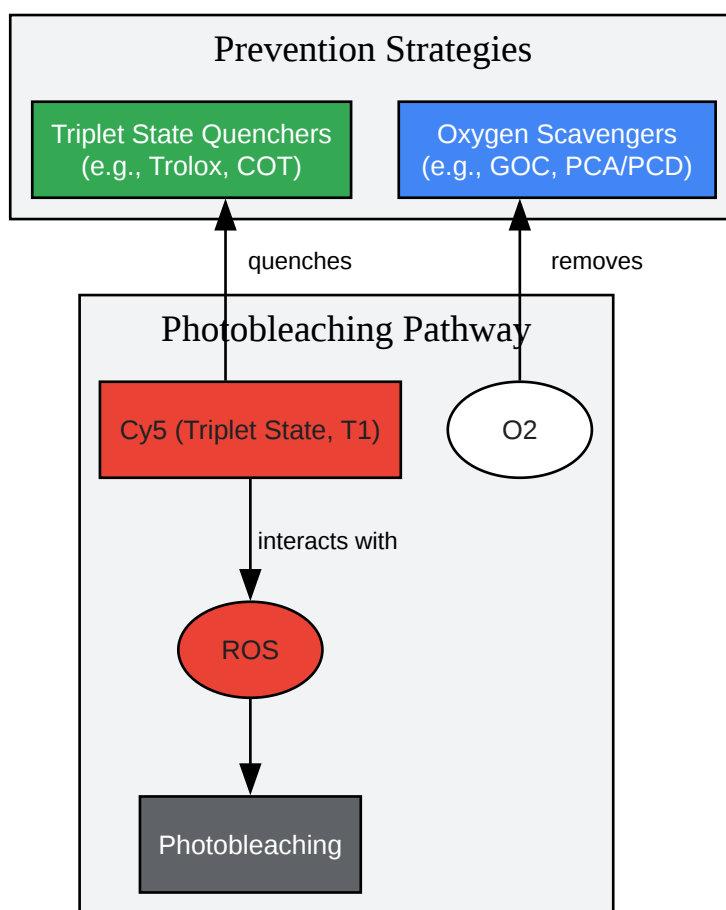 Prevention Strategies
Triplet State Quenchers
(e.g., Trolox, COT)
Oxygen Scavengers
(e.g., GOC, PCA/PCD)
quenches
removes
Photobleaching Pathway
Cy5 (Triplet State, T1)
O2
interacts with
ROS
Photobleaching